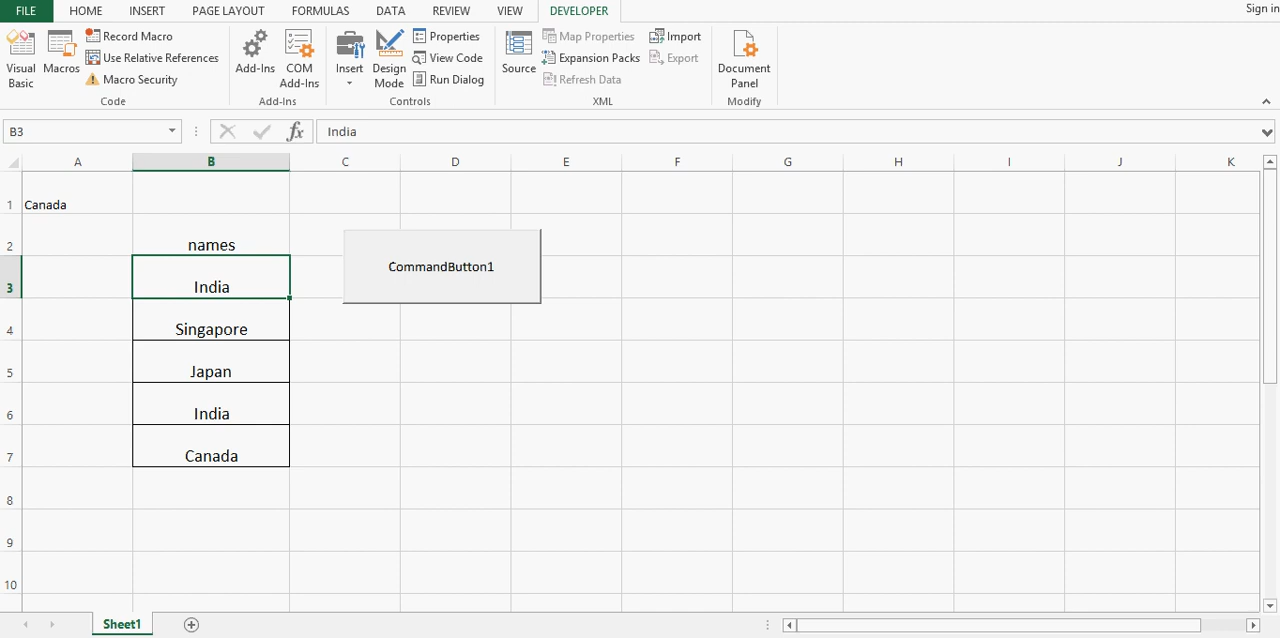 FILE HOME INSERT PAGE LAYOUT FORMULAS DATA REVIEW VIEW DEVELOPER Sign in
Visual Basic
Macros
Record Macro
Use Relative References
Macro Security
Code
Add-Ins
COM Add-Ins
Add-Ins
Insert
Design Mode
Properties
View Code
Run Dialog
Controls
Source
Map Properties
Expansion Packs
Refresh Data
Import
Export
XML
Document Panel
Modify
B3 fx India
A B C D E F G H I J K
1 Canada
2 names
3 India
4 Singapore
5 Japan
6 India
7 Canada
8
9
10
CommandButton1
Sheet1